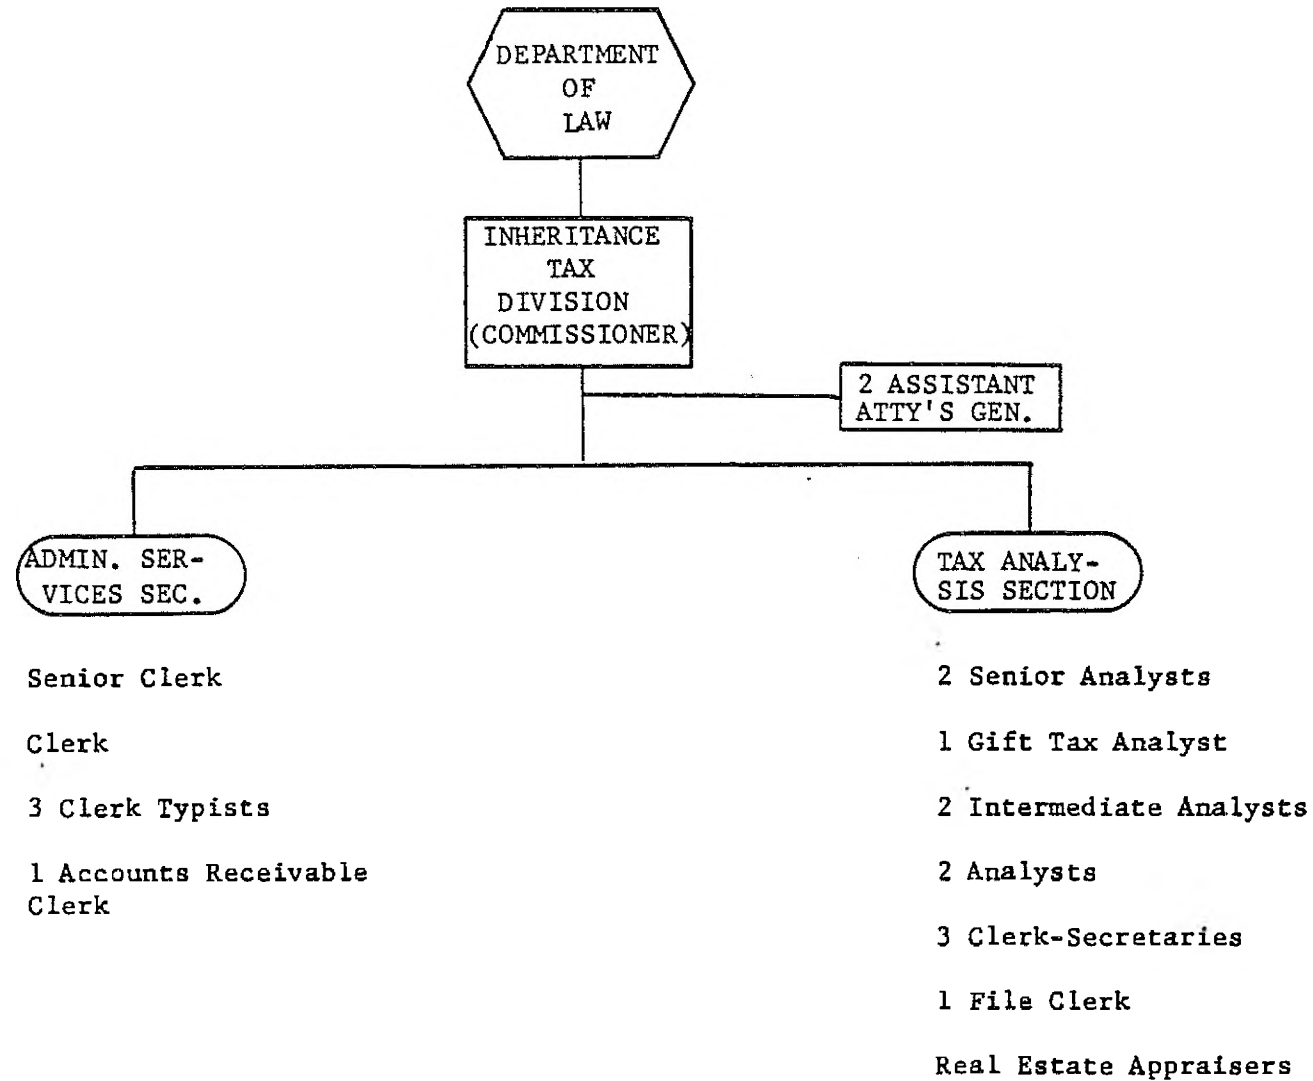 DEPARTMENT
OF
LAW
INHERITANCE
TAX
DIVISION
(COMMISSIONER)
2 ASSISTANT
ATTY'S GEN.
ADMIN. SER-
VICES SEC.
Senior Clerk
Clerk
3 Clerk Typists
1 Accounts Receivable
Clerk
TAX ANALY-
SIS SECTION
2 Senior Analysts
1 Gift Tax Analyst
2 Intermediate Analysts
2 Analysts
3 Clerk-Secretaries
1 File Clerk
Real Estate Appraisers